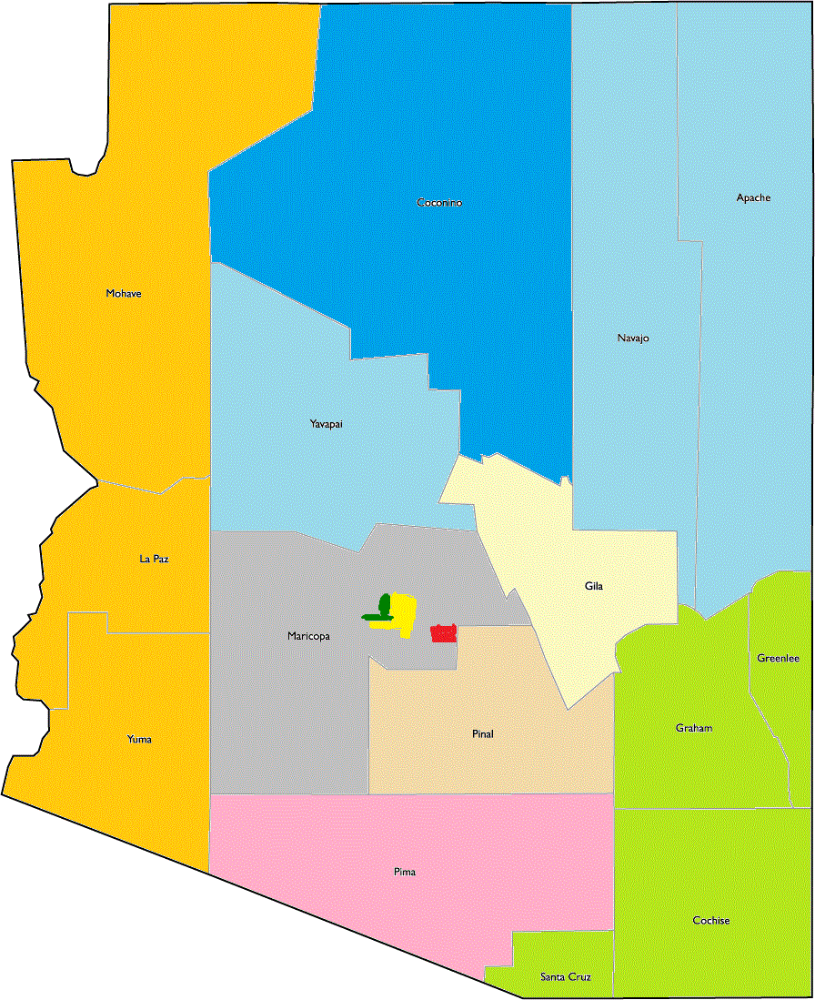 Coconino
Apache
Mohave
Navajo
Yavapai
La Paz
Gila
Maricopa
Greenlee
Yuma
Pinal
Graham
Pima
Cochise
Santa Cruz